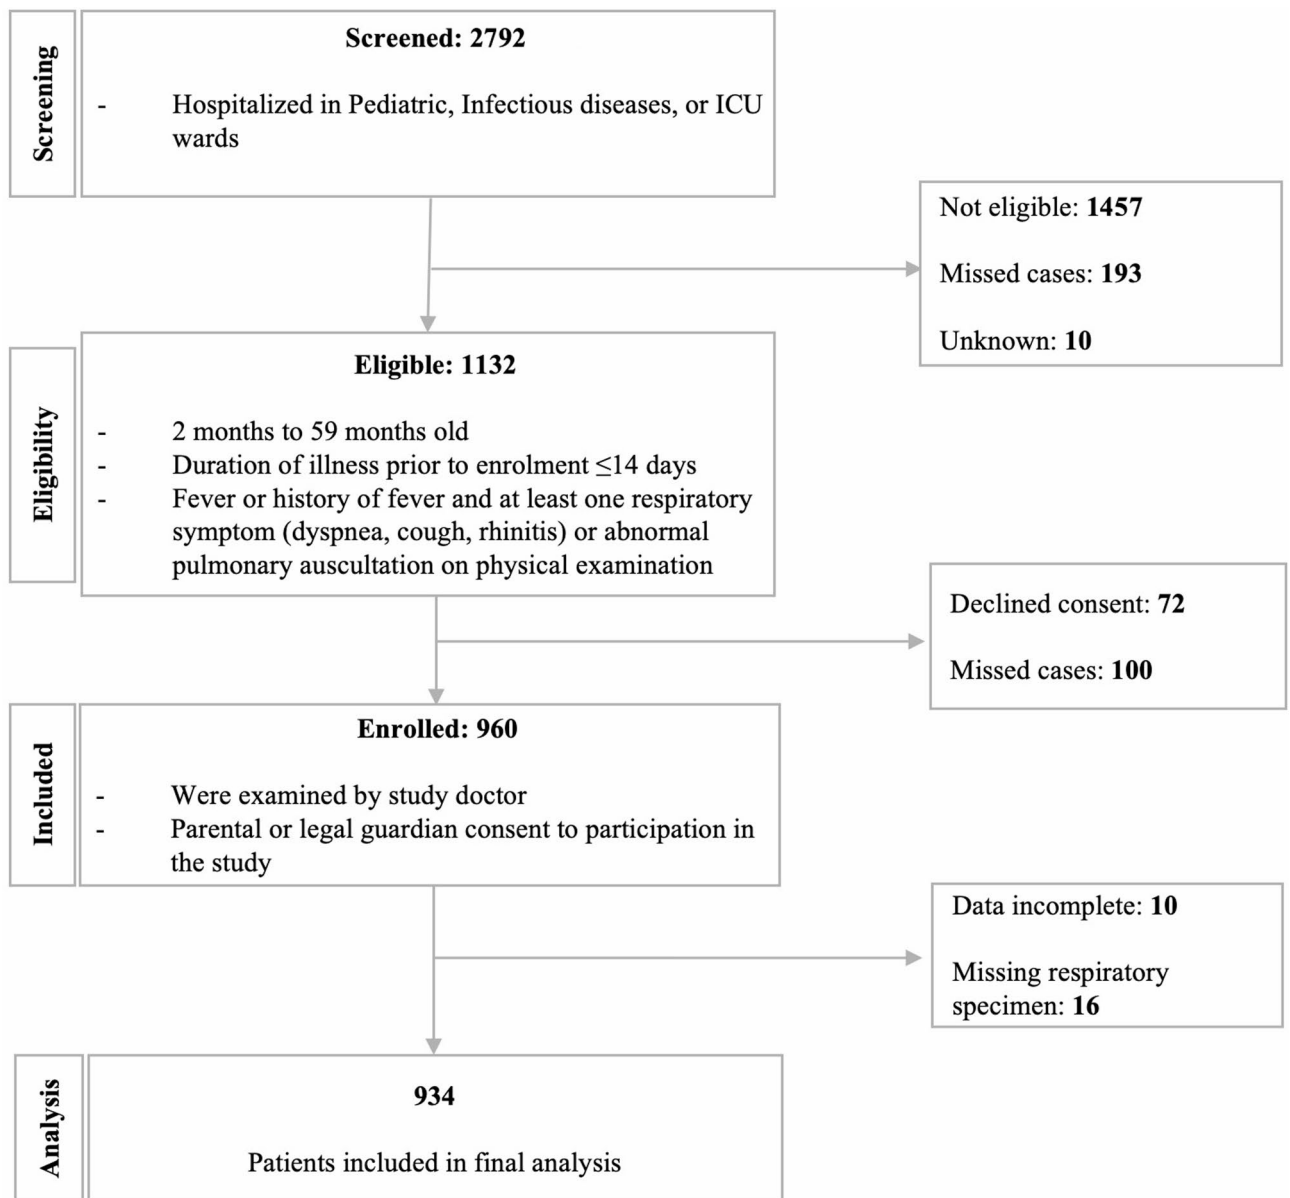 Screening
Screened: 2792
- Hospitalized in Pediatric, Infectious diseases, or ICU
wards
Not eligible: 1457
Missed cases: 193
Unknown: 10
Eligibility
Eligible: 1132
- 2 months to 59 months old
- Duration of illness prior to enrolment ≤14 days
- Fever or history of fever and at least one respiratory
symptom (dyspnea, cough, rhinitis) or abnormal
pulmonary auscultation on physical examination
Declined consent: 72
Missed cases: 100
Included
Enrolled: 960
- Were examined by study doctor
- Parental or legal guardian consent to participation in
the study
Data incomplete: 10
Missing respiratory
specimen: 16
Analysis
934
Patients included in final analysis